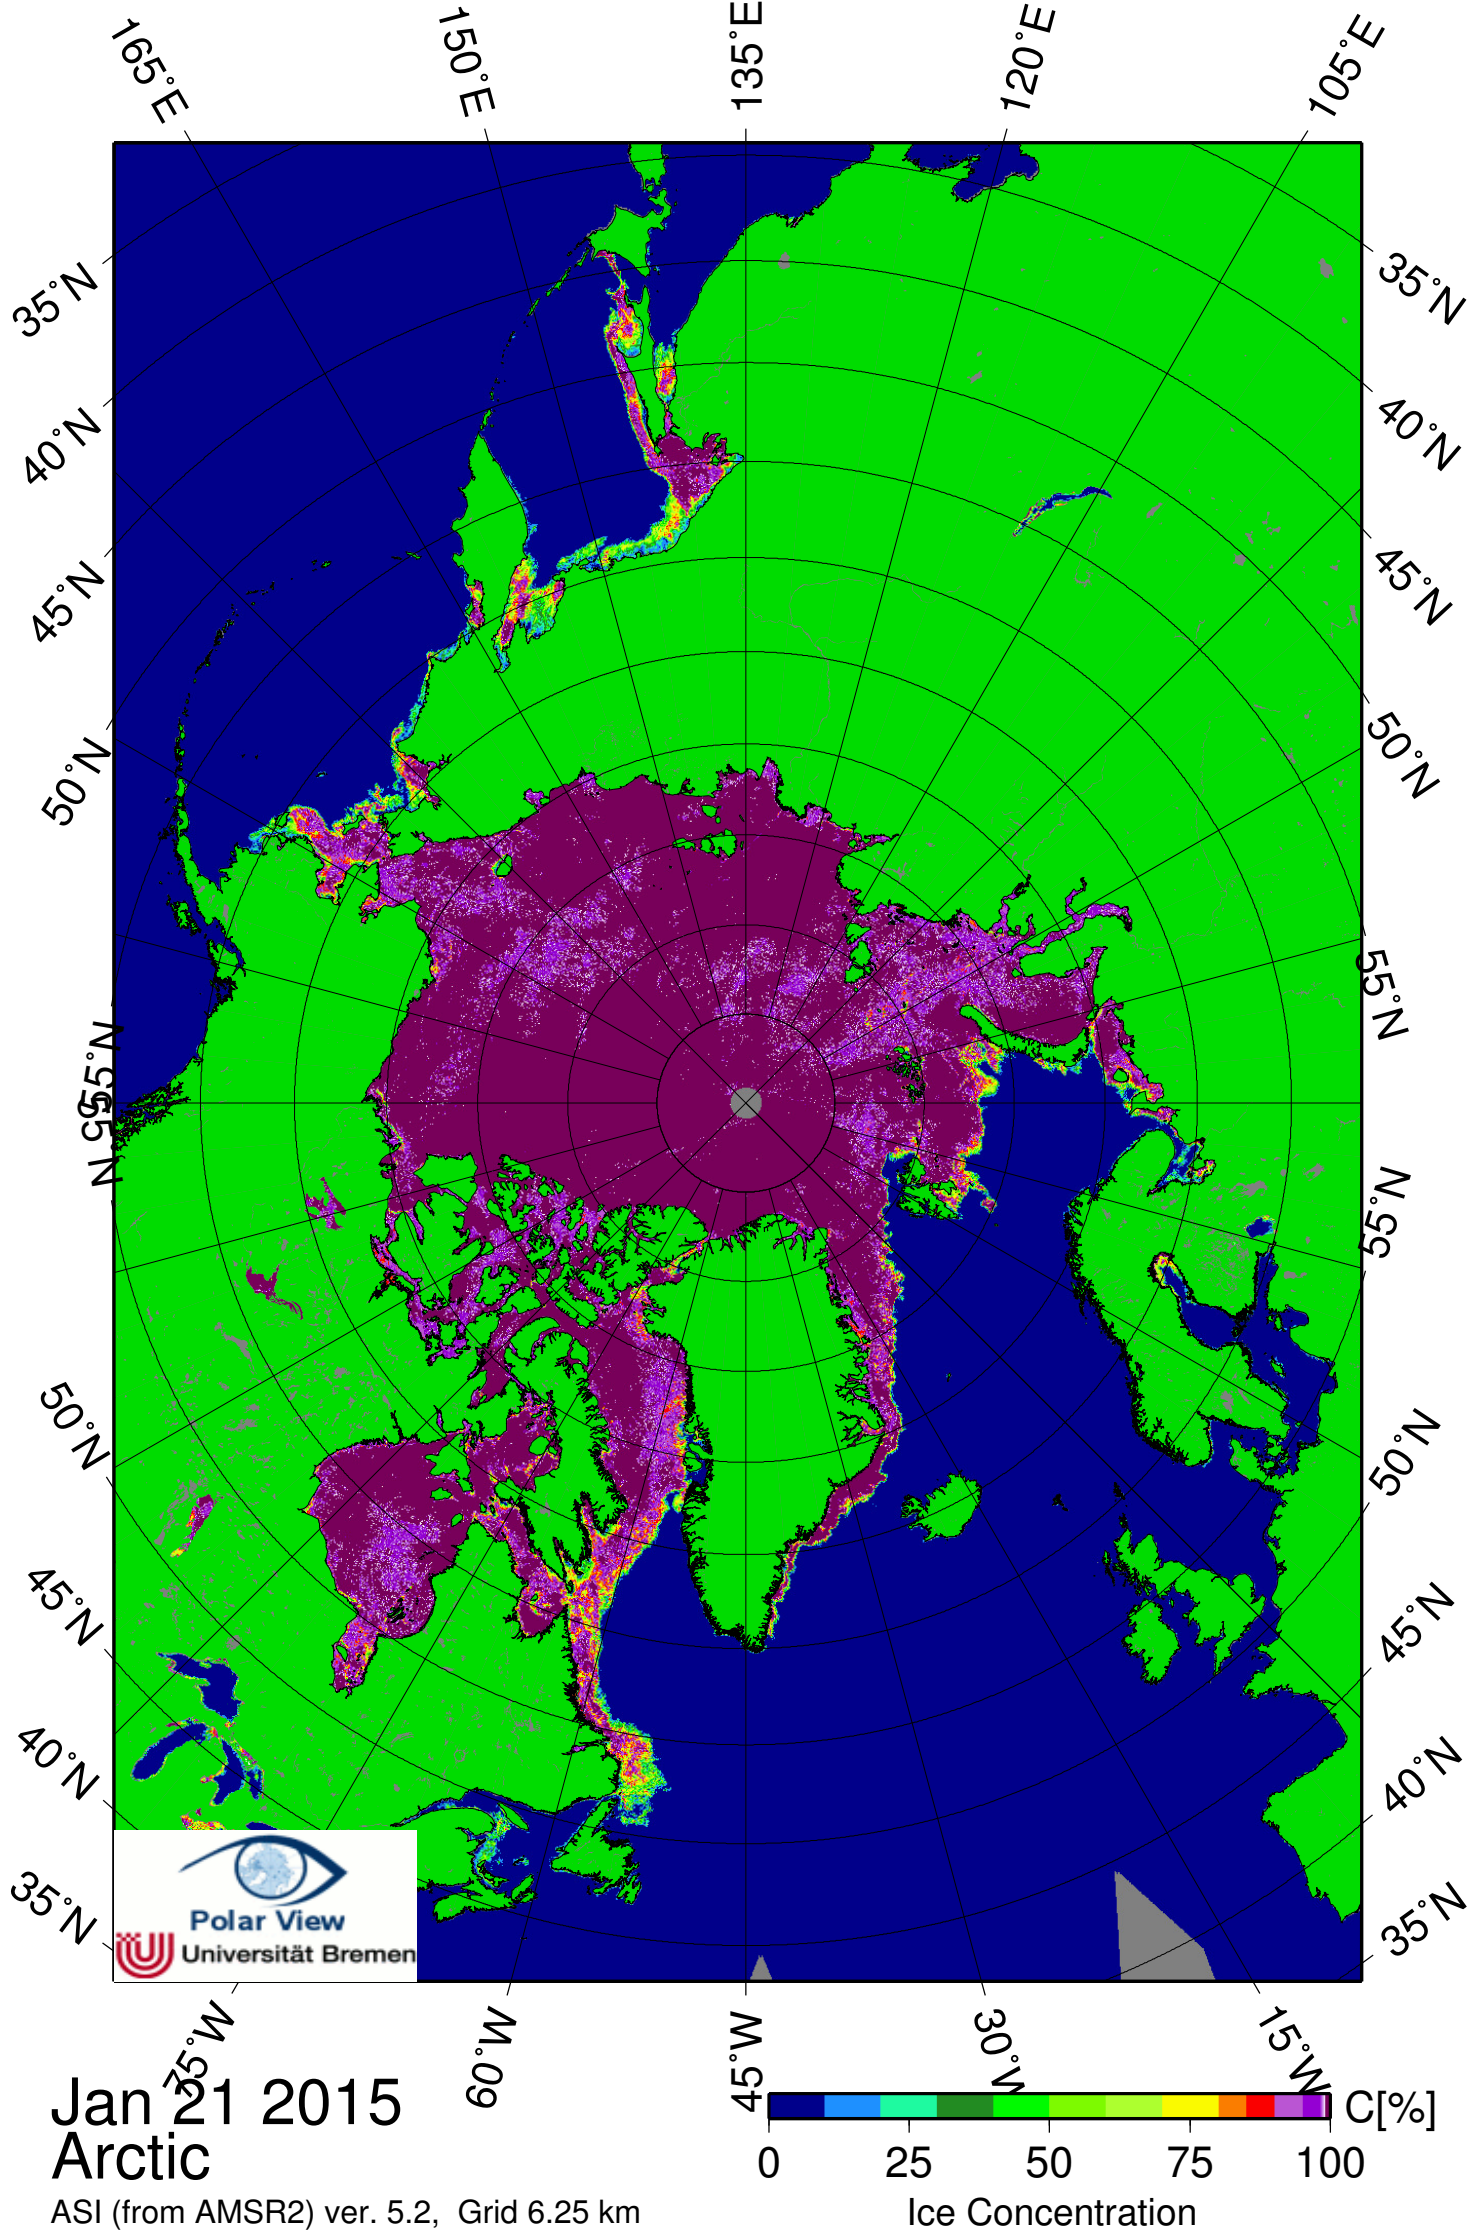 165°E 150°E 135°E 120°E 105°E
35°N 35°N
40°N 40°N
45°N 45°N
50°N 50°N
55°N 55°N
55°N 55°N
50°N 50°N
45°N 45°N
40°N 40°N
35°N 35°N
Polar View
Universität Bremen
75°W 60°W 45°W 30°W 15°W
Jan 21 2015
Arctic
ASI (from AMSR2) ver. 5.2, Grid 6.25 km
C[%]
0 25 50 75 100
Ice Concentration